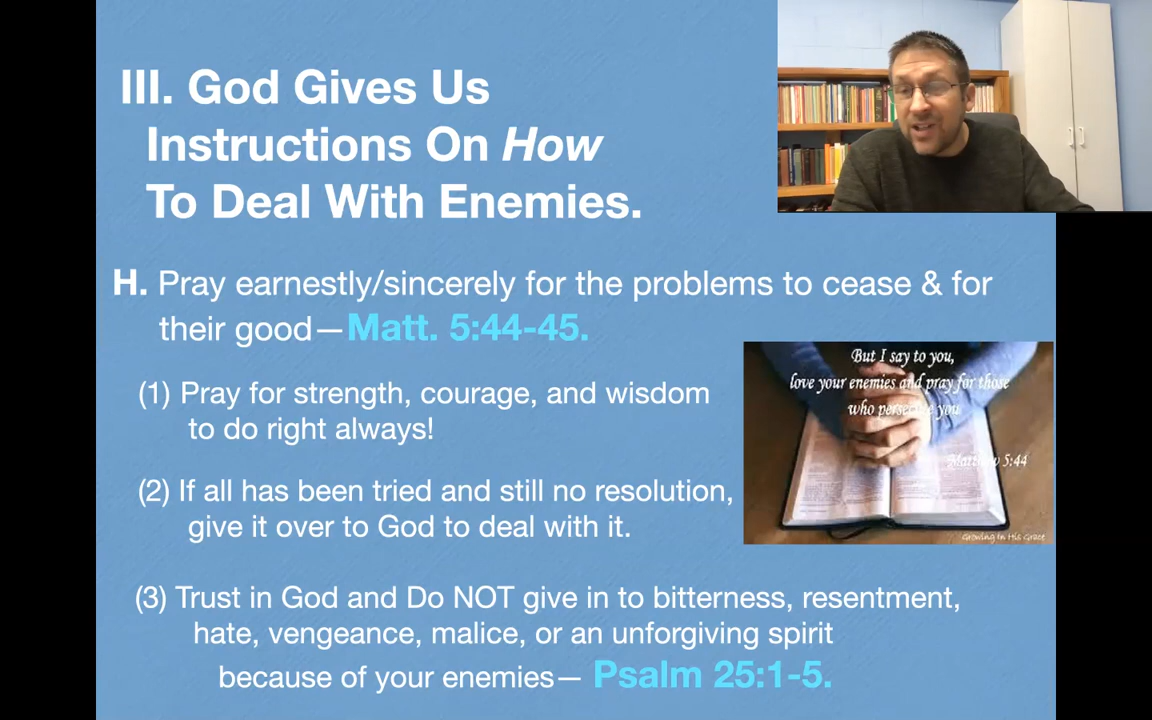 III. God Gives Us
Instructions On How
To Deal With Enemies.
H. Pray earnestly/sincerely for the problems to cease & for
their good—Matt. 5:44-45.
(1) Pray for strength, courage, and wisdom
to do right always!
(2) If all has been tried and still no resolution,
give it over to God to deal with it.
(3) Trust in God and Do NOT give in to bitterness, resentment,
hate, vengeance, malice, or an unforgiving spirit
because of your enemies— Psalm 25:1-5.
But I say to you,
love your enemies and pray for those
who persecute you
Matthew 5:44
Growing In His Grace